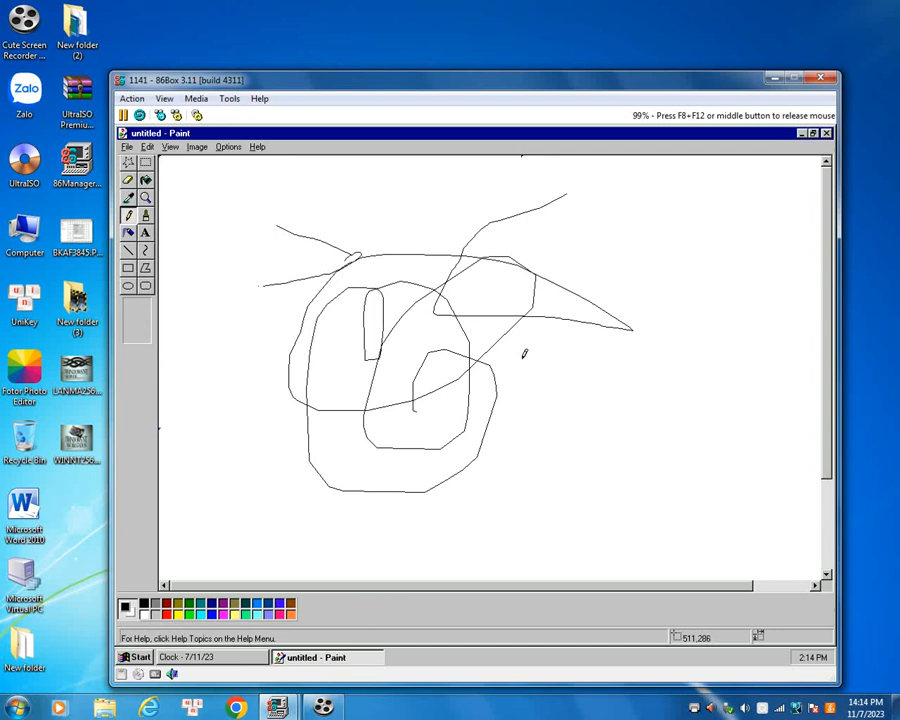 Cute Screen
Recorder ...
New folder
(2)
Zalo
Zalo
UltraISO
Premiu...
UltraISO
86Manager...
Computer
BKAF3845.P...
UniKey
New folder
(3)
Fotor Photo
Editor
LANMA256...
Recycle Bin
WINNT256...
W
Microsoft
Word 2010
Microsoft
Virtual PC
New folder
1141 - 86Box 3.11 [build 4311]
Action View Media Tools Help
99% - Press F8+F12 or middle button to release mouse
untitled - Paint
File Edit View Image Options Help
A
For Help, click Help Topics on the Help Menu.
511,286
Start
Clock - 7/11/23
untitled - Paint
2:14 PM
14:14 PM
11/7/2023